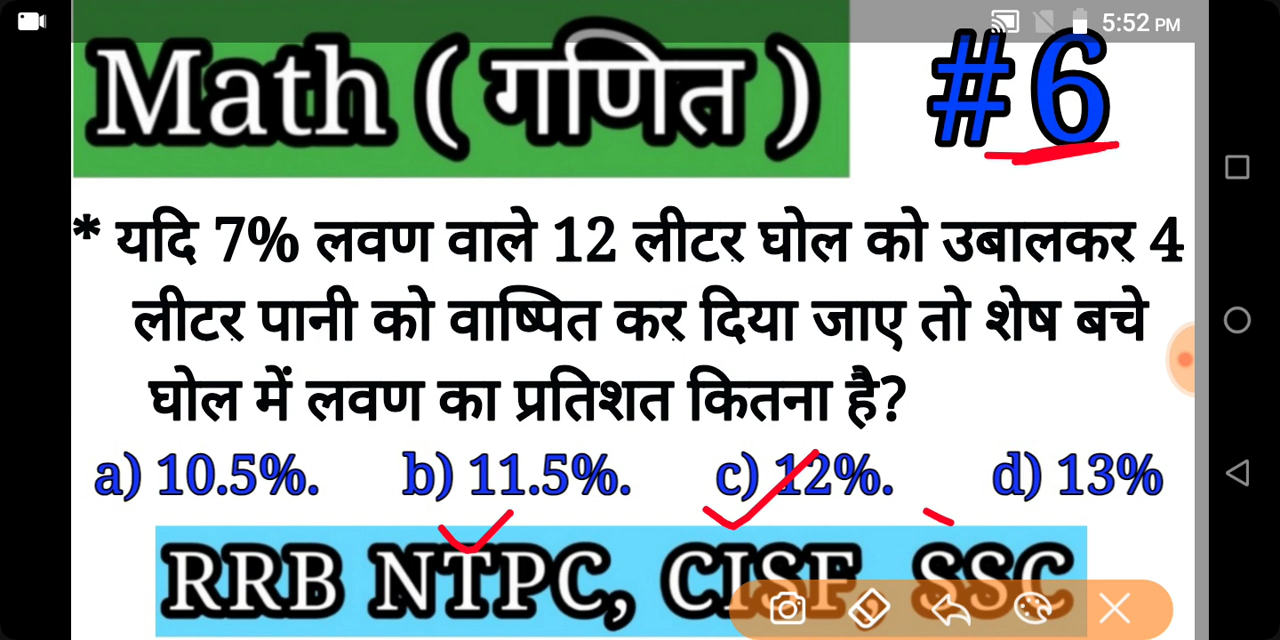 5:52 PM
Math ( गणित ) #6
* यदि 7% लवण वाले 12 लीटर घोल को उबालकर 4
लीटर पानी को वाष्पित कर दिया जाए तो शेष बचे
घोल में लवण का प्रतिशत कितना है?
a) 10.5%. b) 11.5%. c) 12%. d) 13%
RRB NTPC, CISF, SSC